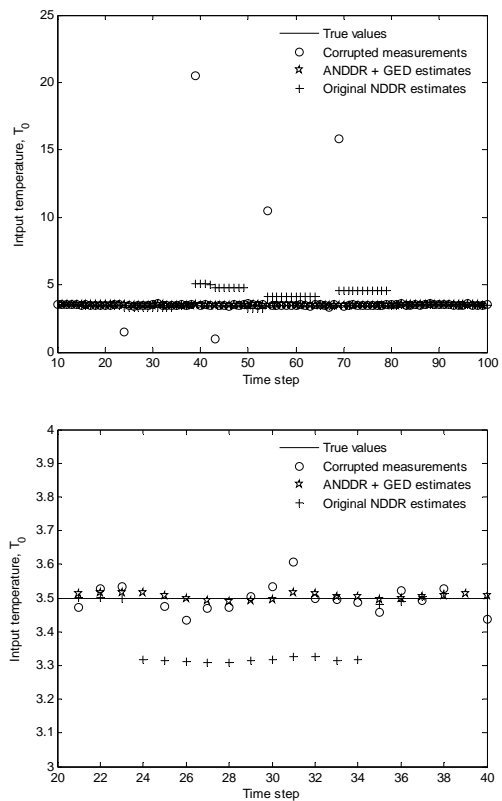 25
20
15
10
5
0
Intput temperature, T0
True values
Corrupted measurements
ANDDR + GED estimates
Original NDDR estimates
10 20 30 40 50 60 70 80 90 100
Time step
4
3.9
3.8
3.7
3.6
3.5
3.4
3.3
3.2
3.1
3
Intput temperature, T0
True values
Corrupted measurements
ANDDR + GED estimates
Original NDDR estimates
20 22 24 26 28 30 32 34 36 38 40
Time step